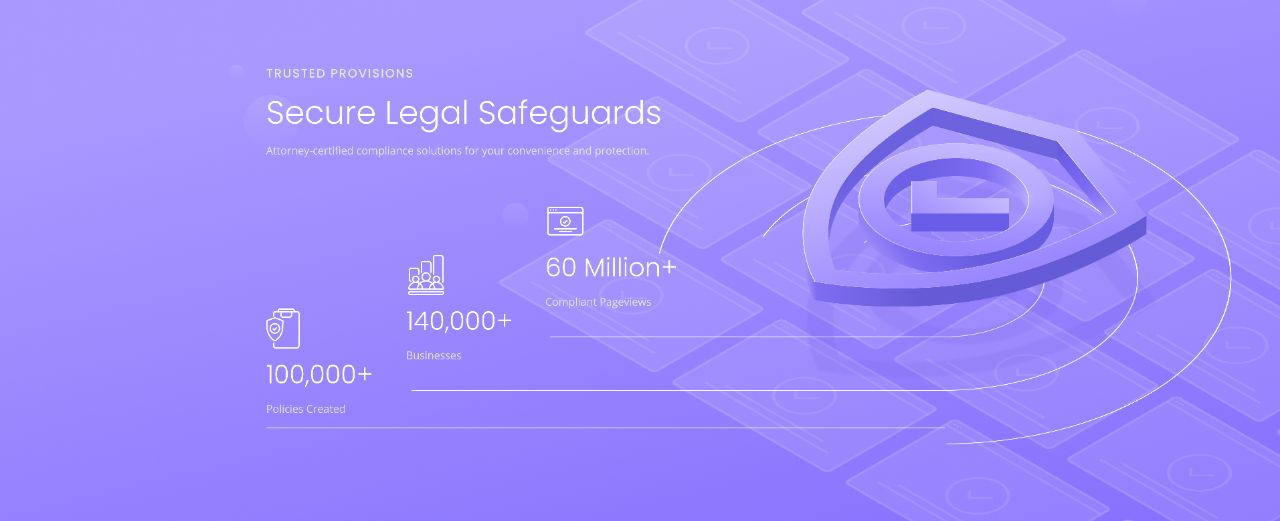 TRUSTED PROVISIONS
Secure Legal Safeguards
Attorney-certified compliance solutions for your convenience and protection.
60 Million+
Compliant Pageviews
140,000+
Businesses
100,000+
Policies Created